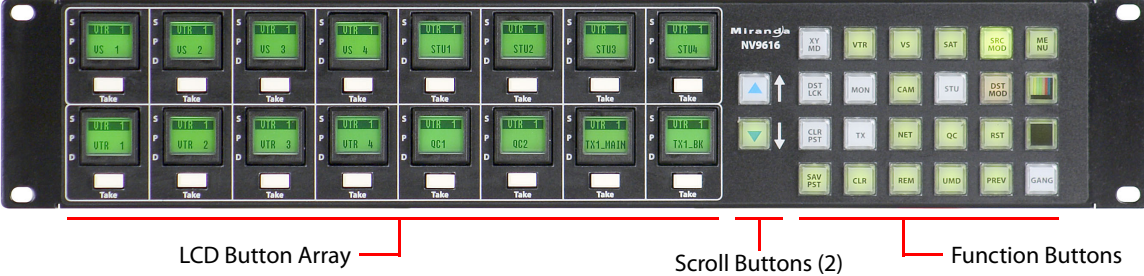 S VTR 1 S VTR 1 S VTR 1 S VTR 1 S VTR 1 S VTR 1 S VTR 1 S VTR 1
P VS 1 P VS 2 P VS 3 P VS 4 P STU1 P STU2 P STU3 P STU4
D D D D D D D D
Take Take Take Take Take Take Take Take
S VTR 1 S VTR 1 S VTR 1 S VTR 1 S VTR 1 S VTR 1 S VTR 1 S VTR 1
P VTR 1 P VTR 2 P VTR 3 P VTR 4 P QC1 P QC2 P TX1_MAIN P TX1_BK
D D D D D D D D
Take Take Take Take Take Take Take Take
Miranda
NV9616
XY MD VTR VS SAT SRC MOD ME NU
DST LCK MON CAM STU DST MOD
CLR PST TX NET QC RST
SAV PST CLR REM UMD PREV GANG
LCD Button Array
Scroll Buttons (2)
Function Buttons